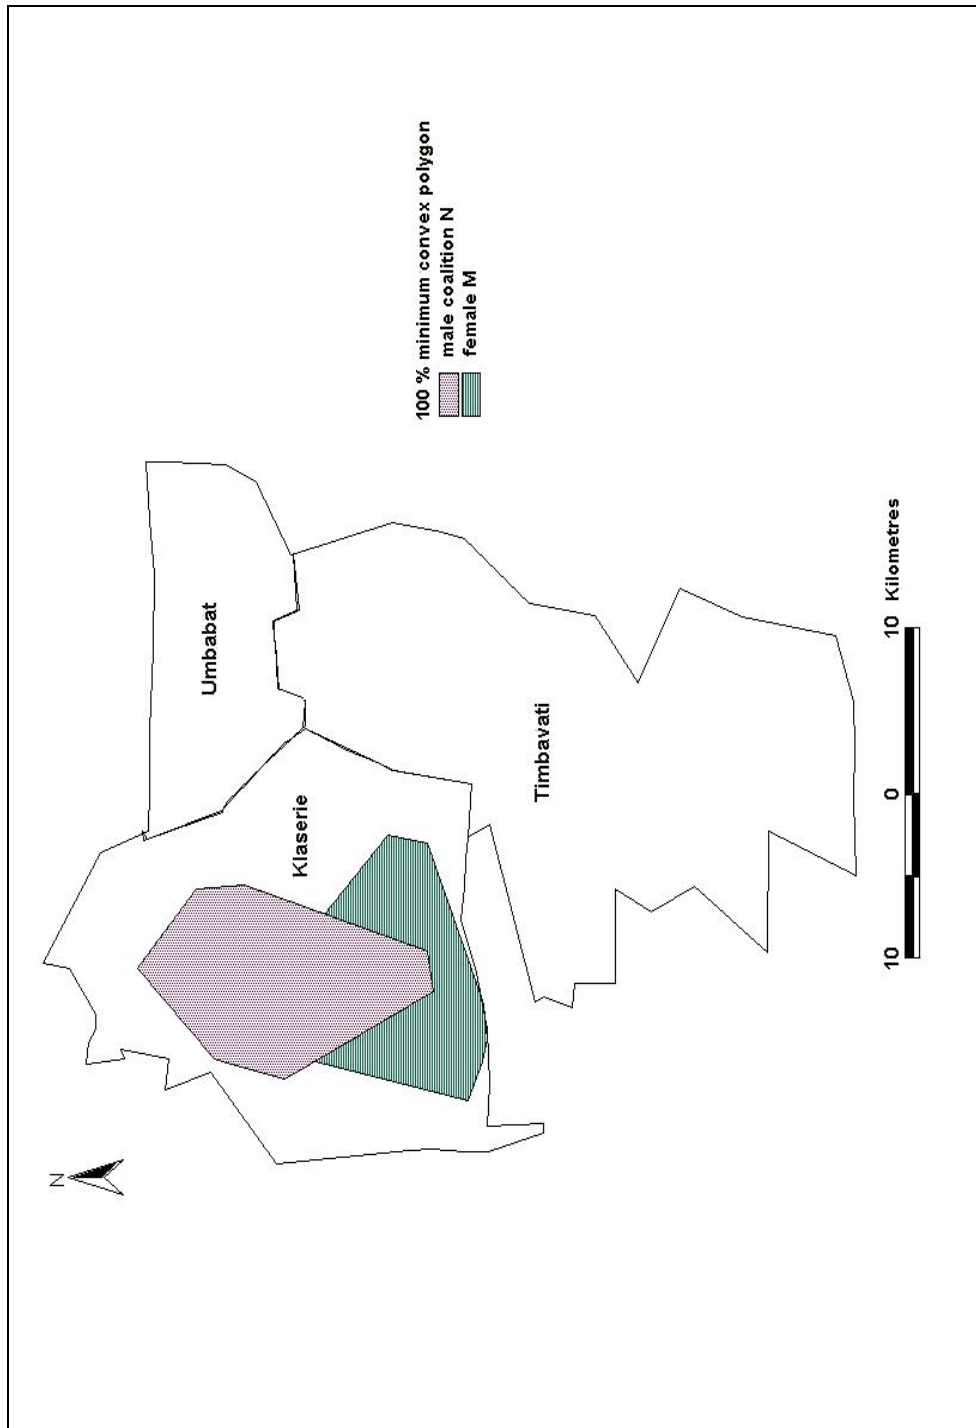 N
Umbabat
Klaserie
Timbavati
100 % minimum convex polygon
male coalition N
female M
10 0 10 Kilometres